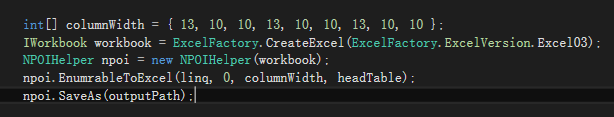 int[] columnWidth = { 13, 10, 10, 13, 10, 10, 13, 10, 10 };
IWorkbook workbook = ExcelFactory.CreateExcel(ExcelFactory.ExcelVersion.Excel03);
NPOIHelper npoi = new NPOIHelper(workbook);
npoi.EnumrableToExcel(linq, 0, columnWidth, headTable);
npoi.SaveAs(outputPath);